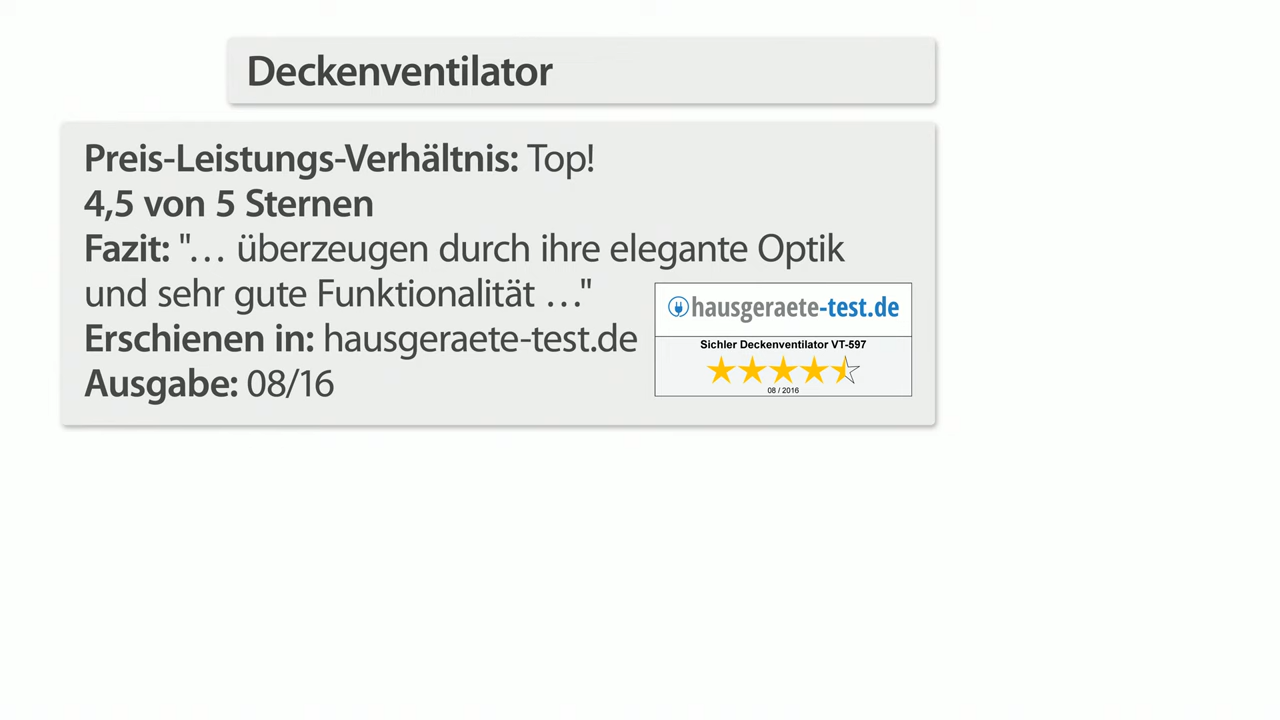 Deckenventilator
Preis-Leistungs-Verhältnis: Top!
4,5 von 5 Sternen
Fazit: "… überzeugen durch ihre elegante Optik
und sehr gute Funktionalität …"
Erschienen in: hausgeraete-test.de
Ausgabe: 08/16
hausgeraete-test.de
Sichler Deckenventilator VT-597
08 / 2016